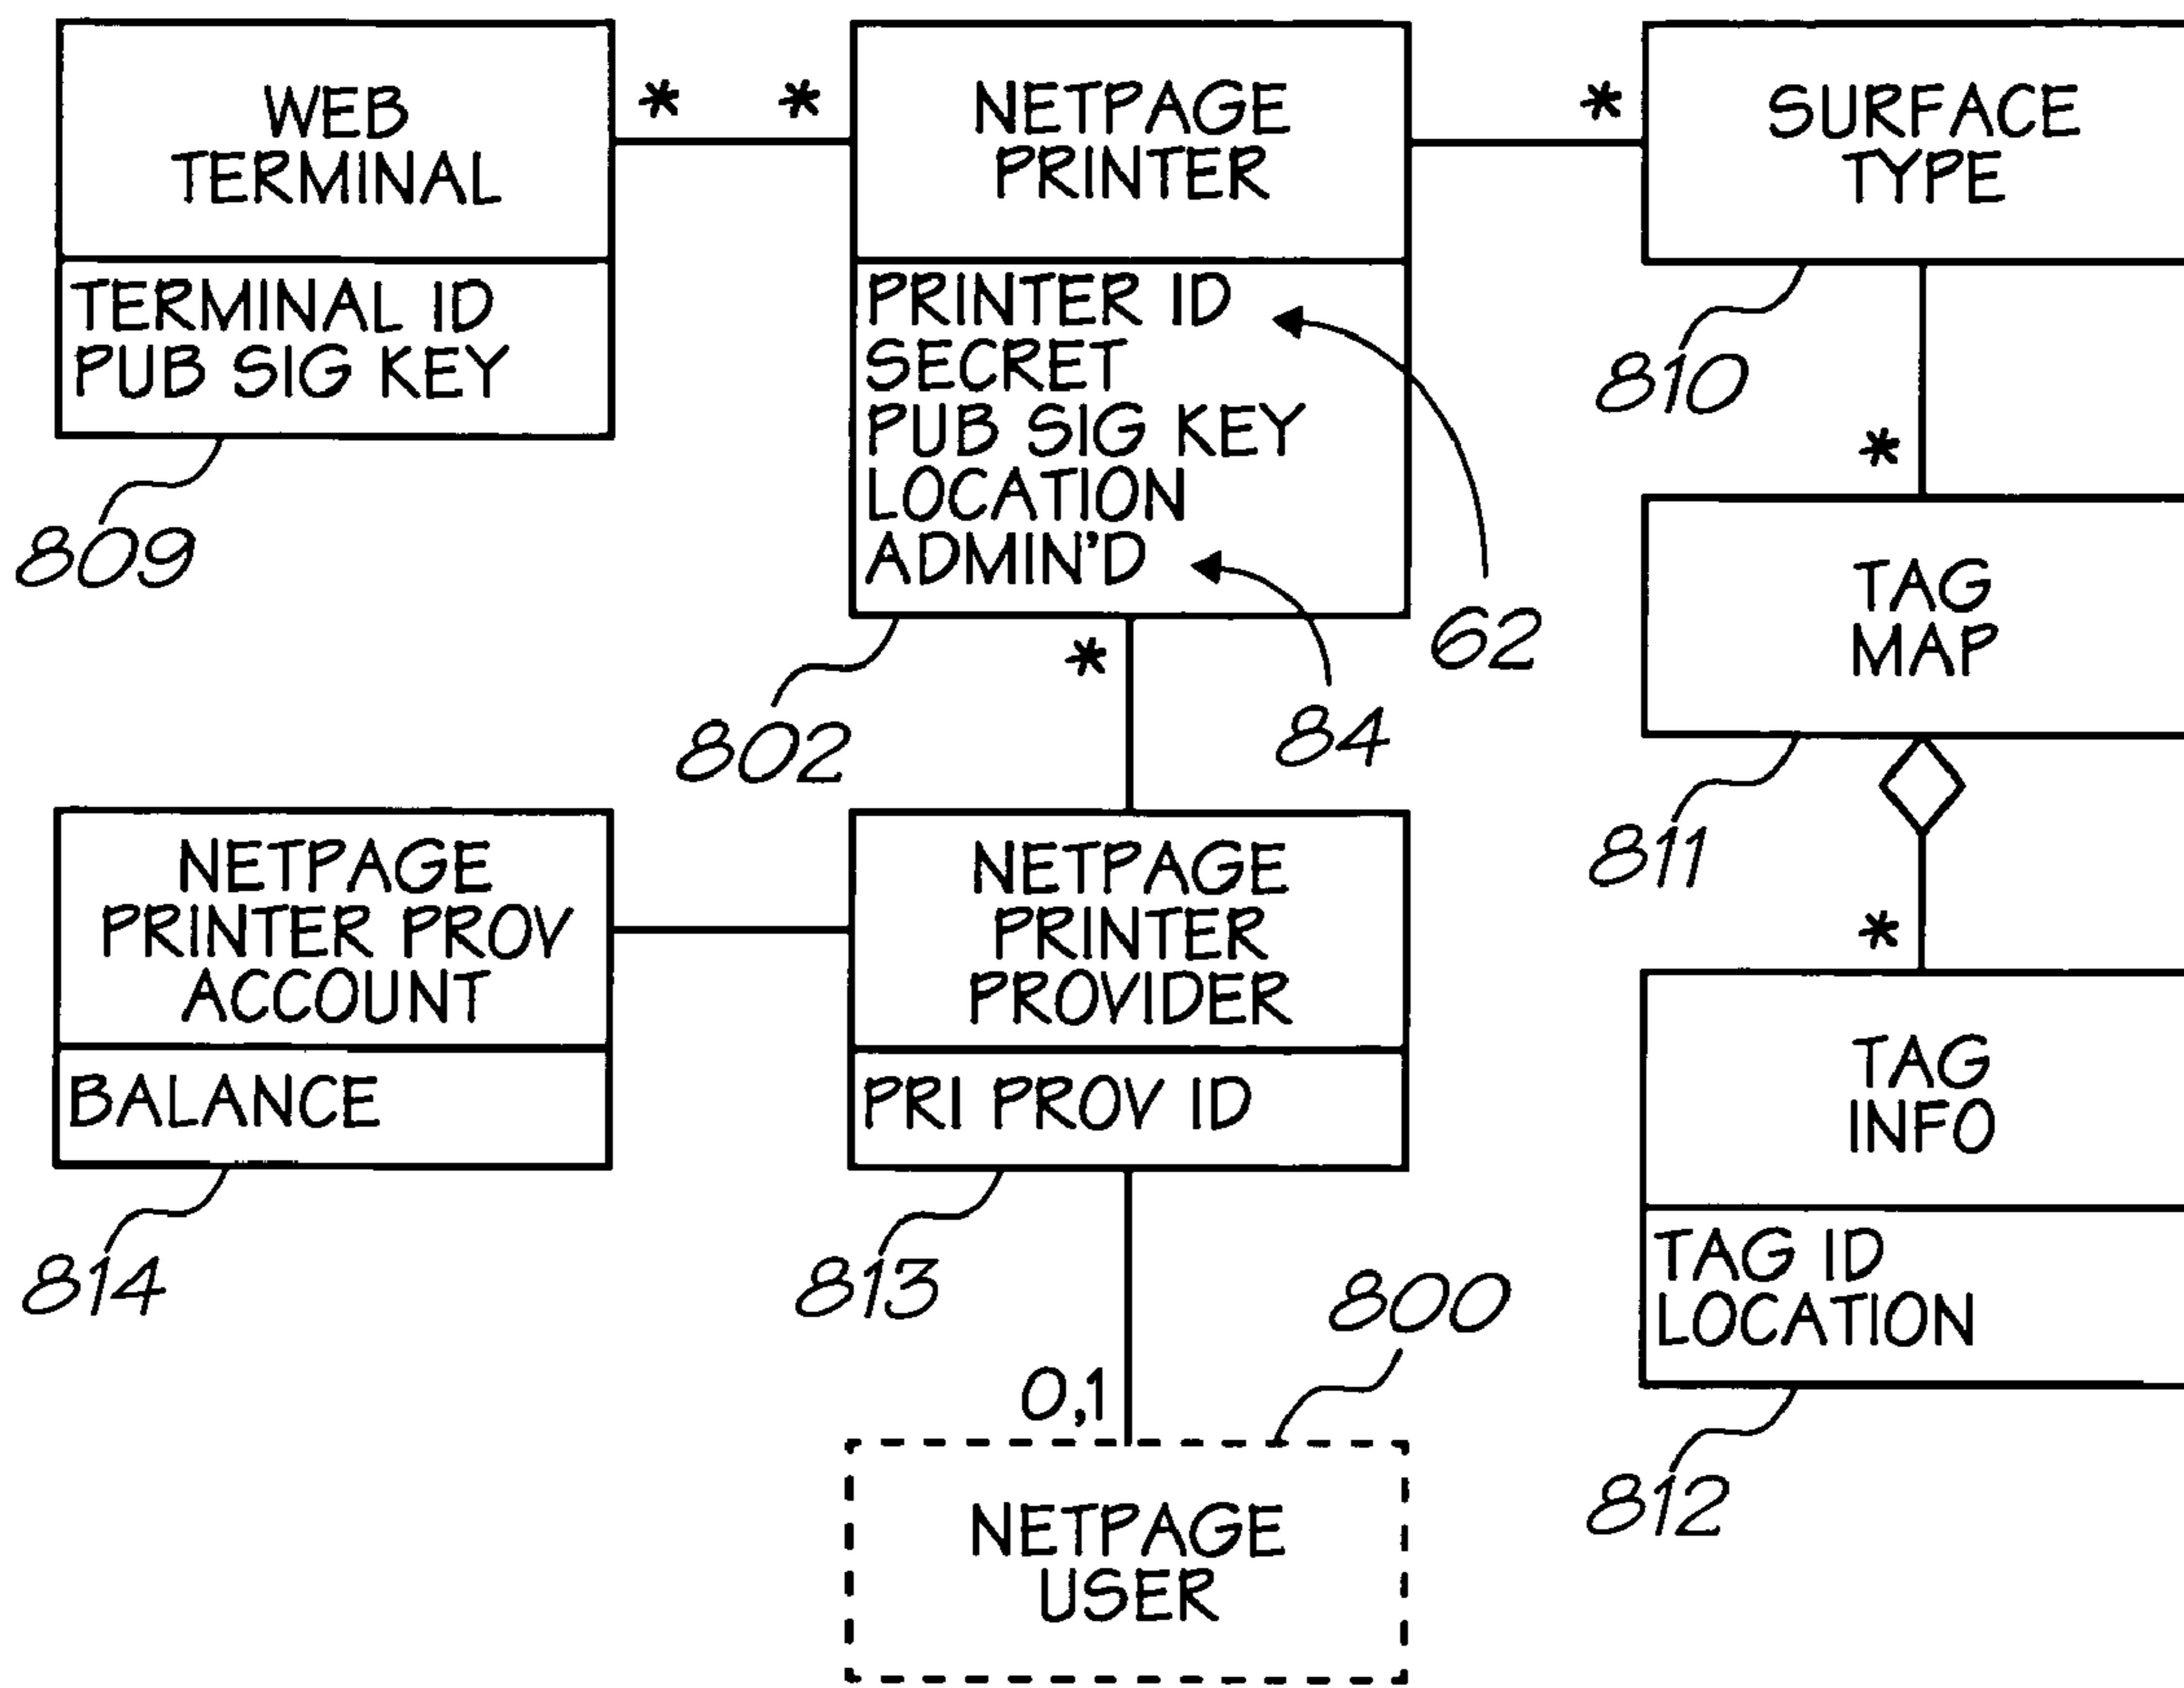 WEB
TERMINAL
TERMINAL ID
PUB SIG KEY
809
*
*
NETPAGE
PRINTER
PRINTER ID
SECRET
PUB SIG KEY
LOCATION
ADMIN'D
62
84
802
*
*
SURFACE
TYPE
810
*
TAG
MAP
811
*
TAG
INFO
TAG ID
LOCATION
812
NETPAGE
PRINTER PROV
ACCOUNT
BALANCE
814
NETPAGE
PRINTER
PROVIDER
PRI PROV ID
813
800
0,1
NETPAGE
USER